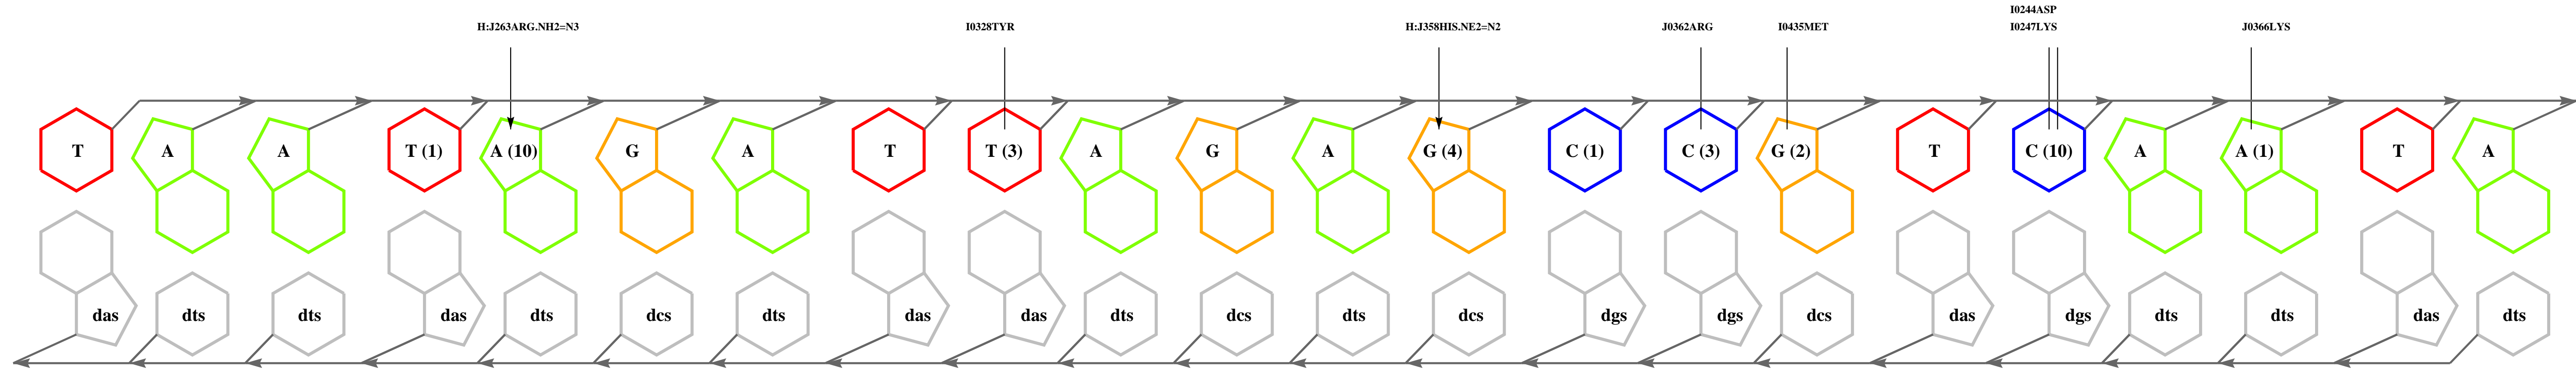 I0244ASP
H:J263ARG.NH2=N3 I0328TYR H:J358HIS.NE2=N2 J0362ARG I0435MET I0247LYS J0366LYS
T A A T (1) A (10) G A T T (3) A G A G (4) C (1) C (3) G (2) T C (10) A A (1) T A
das dts dts das dts dcs dts das das dts dcs dts dcs dgs dgs dcs das dgs dts dts das dts